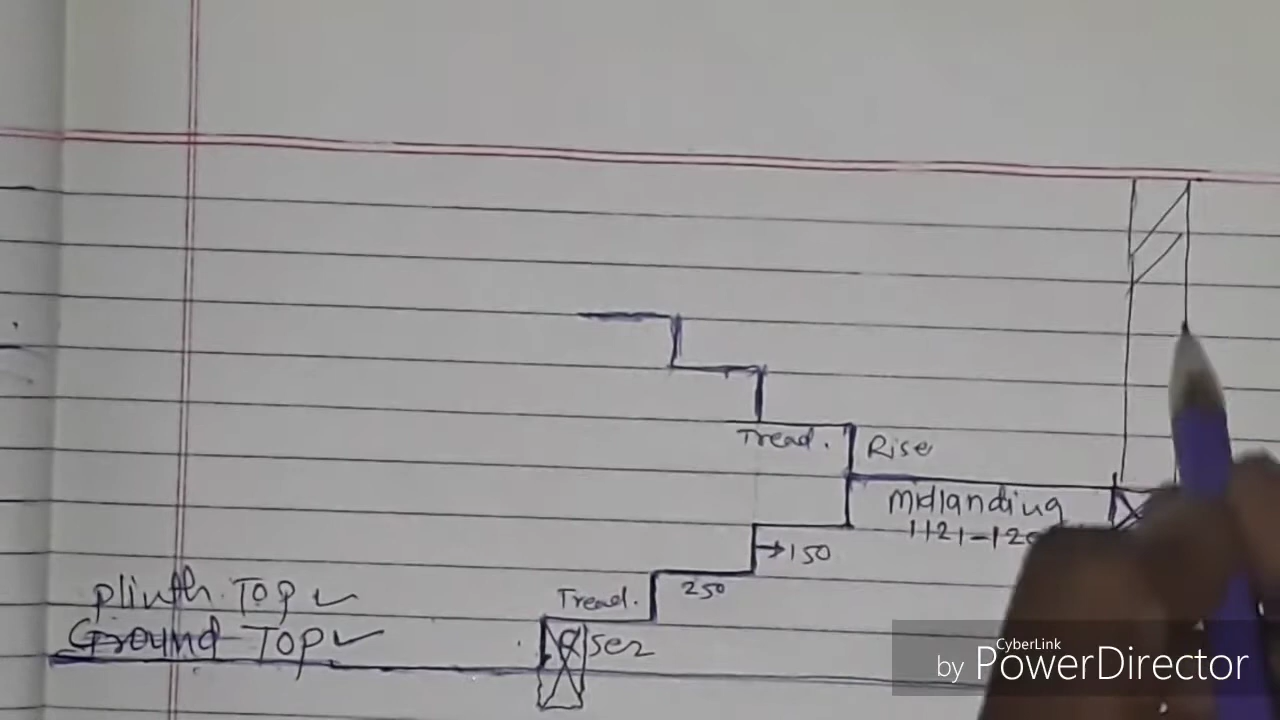 Tread. Rise
Midlanding
150
250
Tread.
Plinth Top
Ground Top
Riser
CyberLink
by PowerDirector